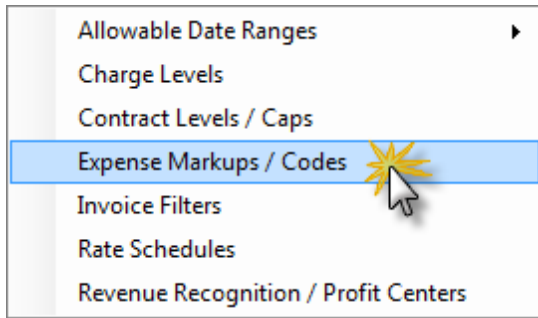 Allowable Date Ranges
Charge Levels
Contract Levels / Caps
Expense Markups / Codes
Invoice Filters
Rate Schedules
Revenue Recognition / Profit Centers